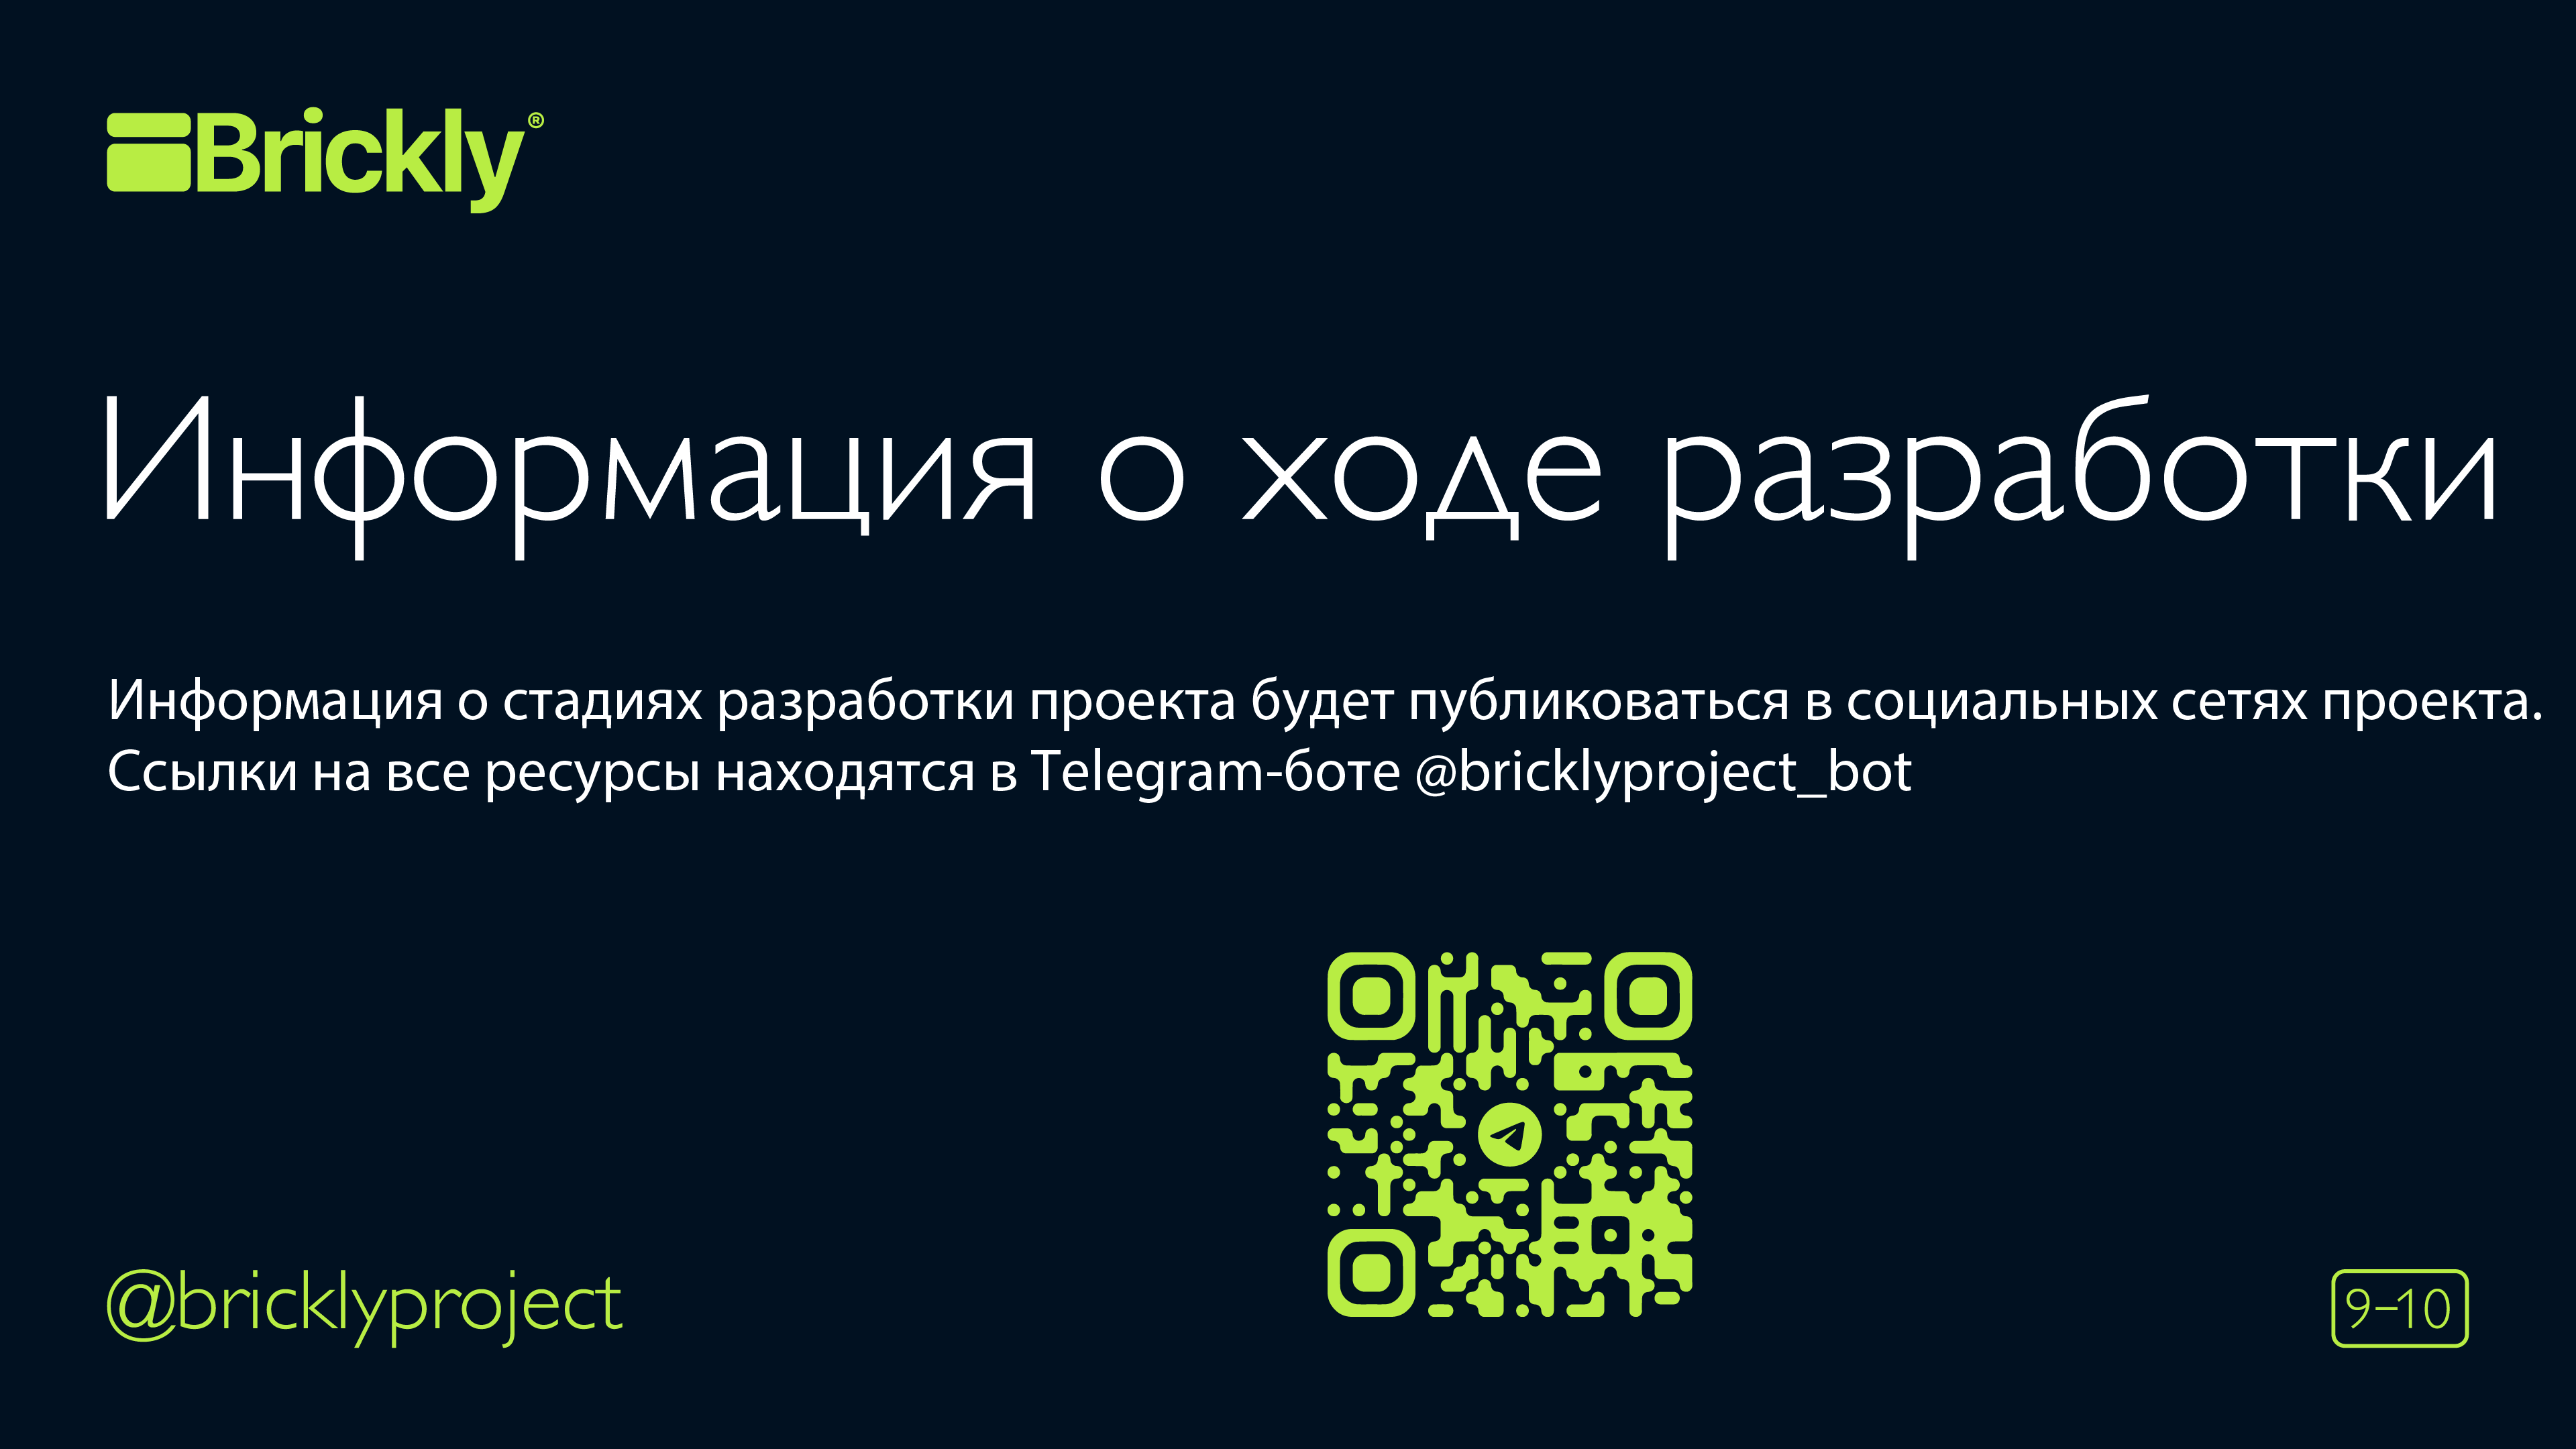 Brickly®
Информация о ходе разработки
Информация о стадиях разработки проекта будет публиковаться в социальных сетях проекта.
Ссылки на все ресурсы находятся в Telegram-боте @bricklyproject_bot
@bricklyproject
9–10